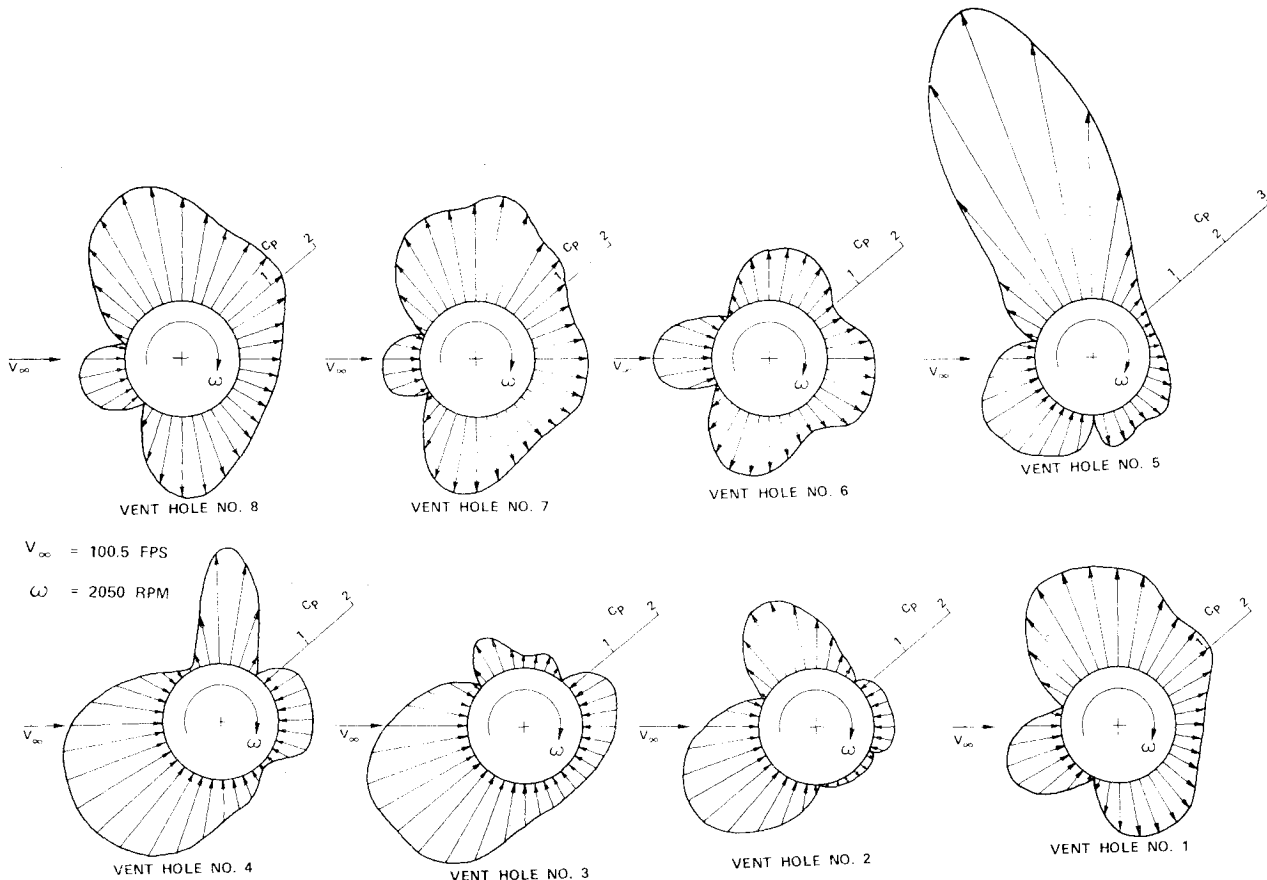 CP 1 2
V∞
ω
VENT HOLE NO. 8
CP 1 2
V∞
ω
VENT HOLE NO. 7
CP 1 2
V∞
ω
VENT HOLE NO. 6
CP 1 2 3
V∞
ω
VENT HOLE NO. 5
V∞ = 100.5 FPS
ω = 2050 RPM
CP 1 2
V∞
ω
VENT HOLE NO. 4
CP 1 2
V∞
ω
VENT HOLE NO. 3
CP 1 2
V∞
ω
VENT HOLE NO. 2
CP 1 2
V∞
ω
VENT HOLE NO. 1